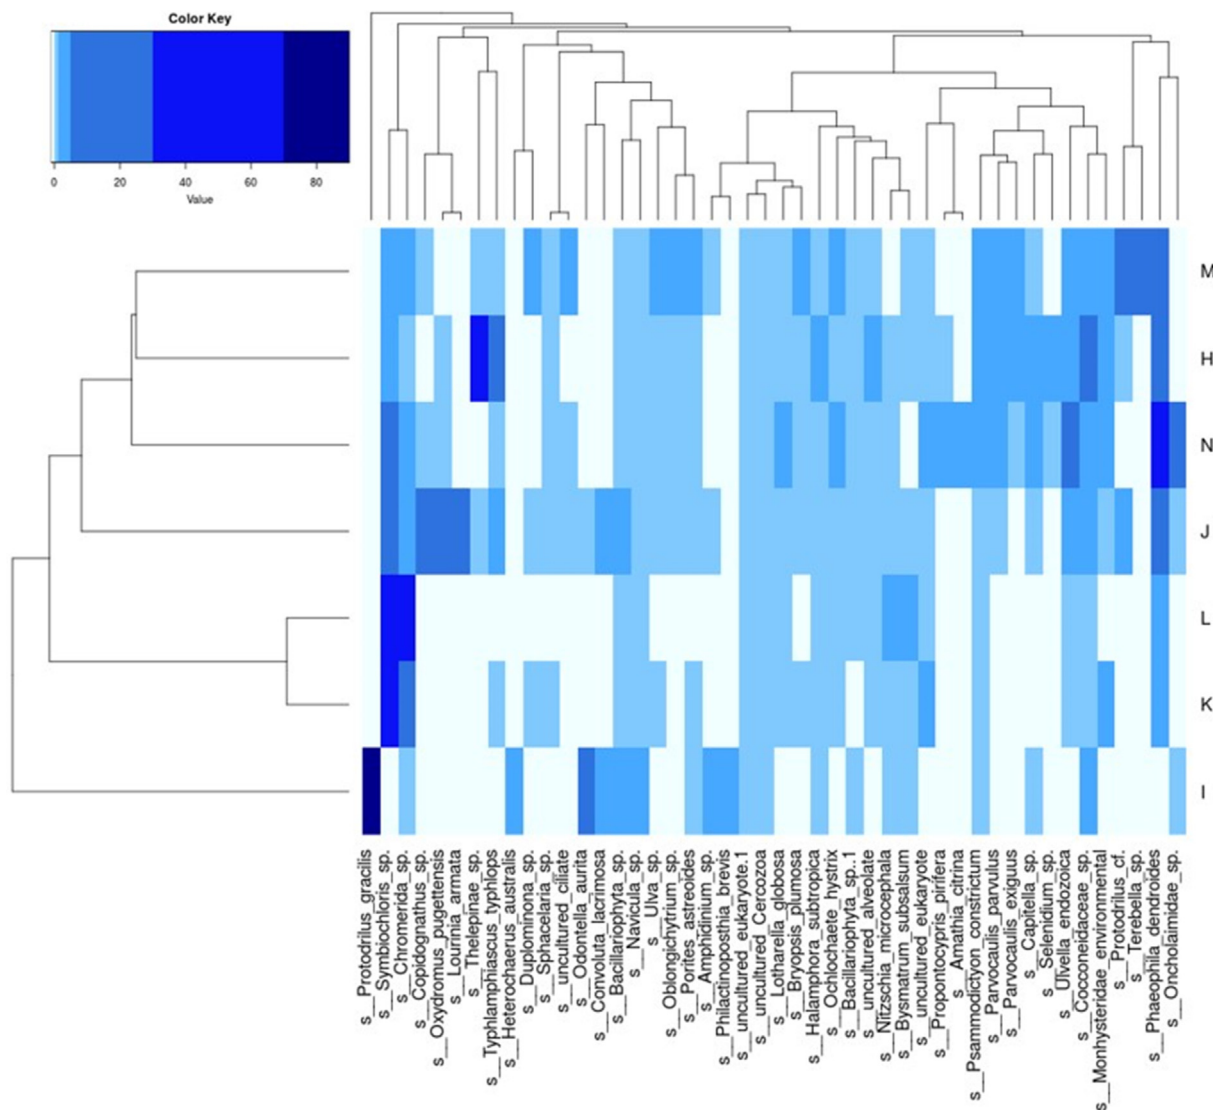 Color Key
0 20 40 60 80
Value
M
H
N
J
L
K
I
s__Protodrilus_gracilis
s__Symbiochloris_sp.
s__Chromerida_sp.
s__Copidognathus_sp.
s__Oxydromus_pugettensis
s__Lourinia_armata
s__Thelepinae_sp.
s__Typhlamphiascus_typhlops
s__Heterochaerus_australis
s__Duplominona_sp.
s__Sphacelaria_sp.
s__uncultured_ciliate
s__Odontella_aurita
s__Convoluta_lacrimosa
s__Bacillariophyta_sp.
s__Navicula_sp.
s__Ulva_sp.
s__Oblongichytrium_sp.
s__Porites_astreoides
s__Amphidinium_sp.
s__Philactinoposthia_brevis
s__uncultured_eukaryote.1
s__uncultured_Cercozoa
s__Lotharella_globosa
s__Bryopsis_plumosa
s__Halamphora_subtropica
s__Ochlochaete_hystrix
s__Bacillariophyta_sp..1
s__uncultured_alveolate
s__Nitzschia_microcephala
s__Bysmatrum_subsalsum
s__uncultured_eukaryote
s__Propontocypris_pirifera
s__Amathia_citrina
s__Psammodictyon_constrictum
s__Parvocaulis_parvulus
s__Parvocaulis_exiguus
s__Capitella_sp.
s__Selenidium_sp.
s__Ulvella_endozoica
s__Cocconeidaceae_sp.
s__Monhysteridae_environmental
s__Protodrilus_cf.
s__Terebella_sp.
s__Phaeophila_dendroides
s__Oncholaimidae_sp.